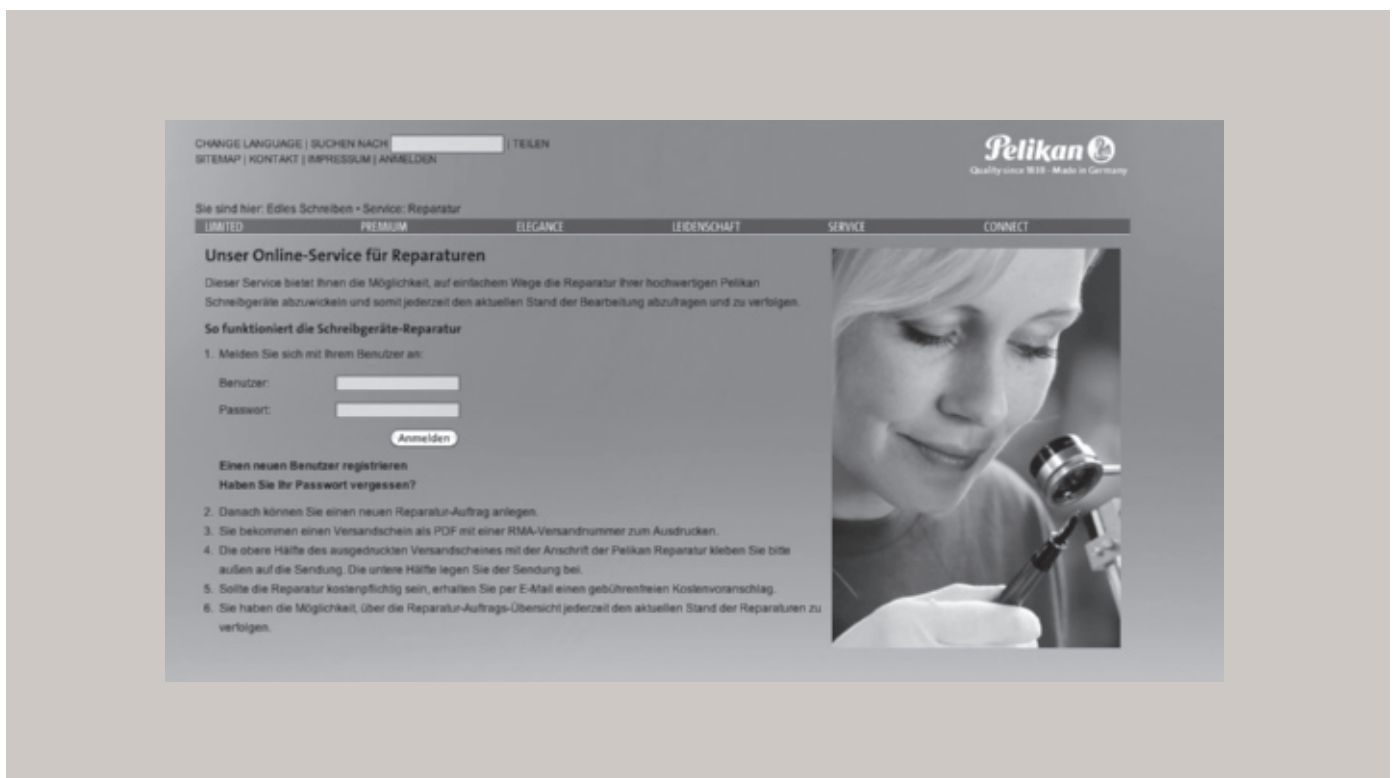 CHANGE LANGUAGE | SUCHEN NACH | TEILEN
SITEMAP | KONTAKT | IMPRESSUM | ANMELDEN
Pelikan
Quality since 1838 - Made in Germany
Sie sind hier: Edles Schreiben • Service: Reparatur
LIMITED PREMIUM ELEGANCE LEIDENSCHAFT SERVICE CONNECT
Unser Online-Service für Reparaturen
Dieser Service bietet Ihnen die Möglichkeit, auf einfachem Wege die Reparatur Ihrer hochwertigen Pelikan
Schreibgeräte abzuwickeln und somit jederzeit den aktuellen Stand der Bearbeitung abzufragen und zu verfolgen.
So funktioniert die Schreibgeräte-Reparatur
1. Melden Sie sich mit Ihrem Benutzer an:
Benutzer:
Passwort:
Anmelden
Einen neuen Benutzer registrieren
Haben Sie Ihr Passwort vergessen?
2. Danach können Sie einen neuen Reparatur-Auftrag anlegen.
3. Sie bekommen einen Versandschein als PDF mit einer RMA-Versandnummer zum Ausdrucken.
4. Die obere Hälfte des ausgedruckten Versandscheines mit der Anschrift der Pelikan Reparatur kleben Sie bitte
außen auf die Sendung. Die untere Hälfte legen Sie der Sendung bei.
5. Sollte die Reparatur kostenpflichtig sein, erhalten Sie per E-Mail einen gebührenfreien Kostenvoranschlag.
6. Sie haben die Möglichkeit, über die Reparatur-Auftrags-Übersicht jederzeit den aktuellen Stand der Reparaturen zu
verfolgen.